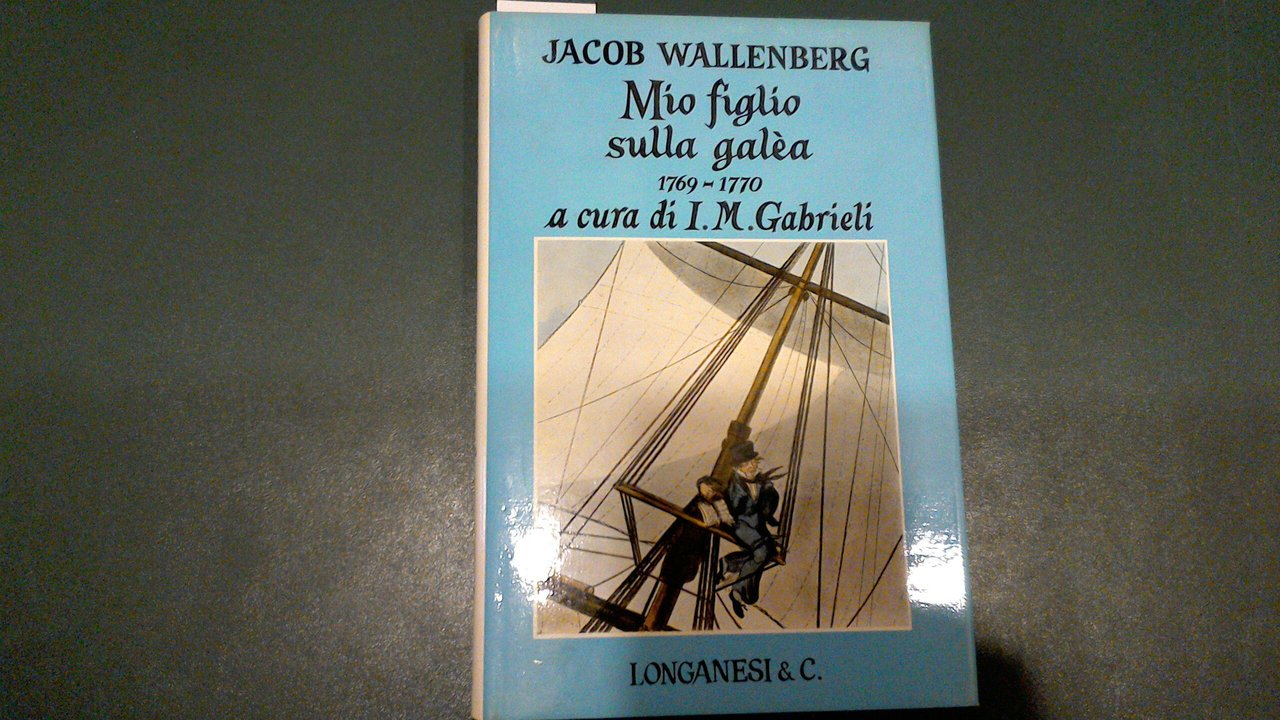 JACOB WALLENBERG
Mio figlio
sulla galèa
1769-1770
a cura di I.M.Gabrieli
LONGANESI & C.